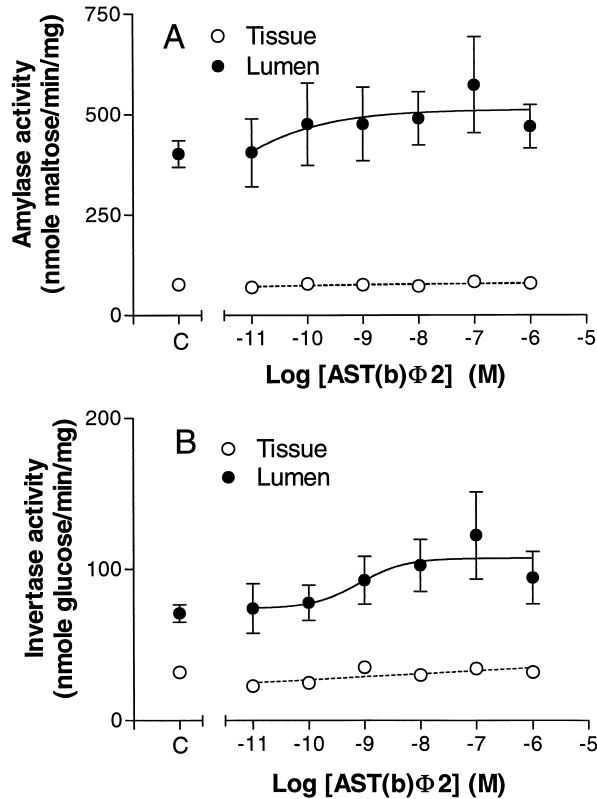 750
A
Tissue
Lumen
500
250
0
Amylase activity
(nmole maltose/min/mg)
C
-11 -10 -9 -8 -7 -6 -5
Log [AST(b)Φ2] (M)
200
B
Tissue
Lumen
100
0
Invertase activity
(nmole glucose/min/mg)
C
-11 -10 -9 -8 -7 -6 -5
Log [AST(b)Φ2] (M)